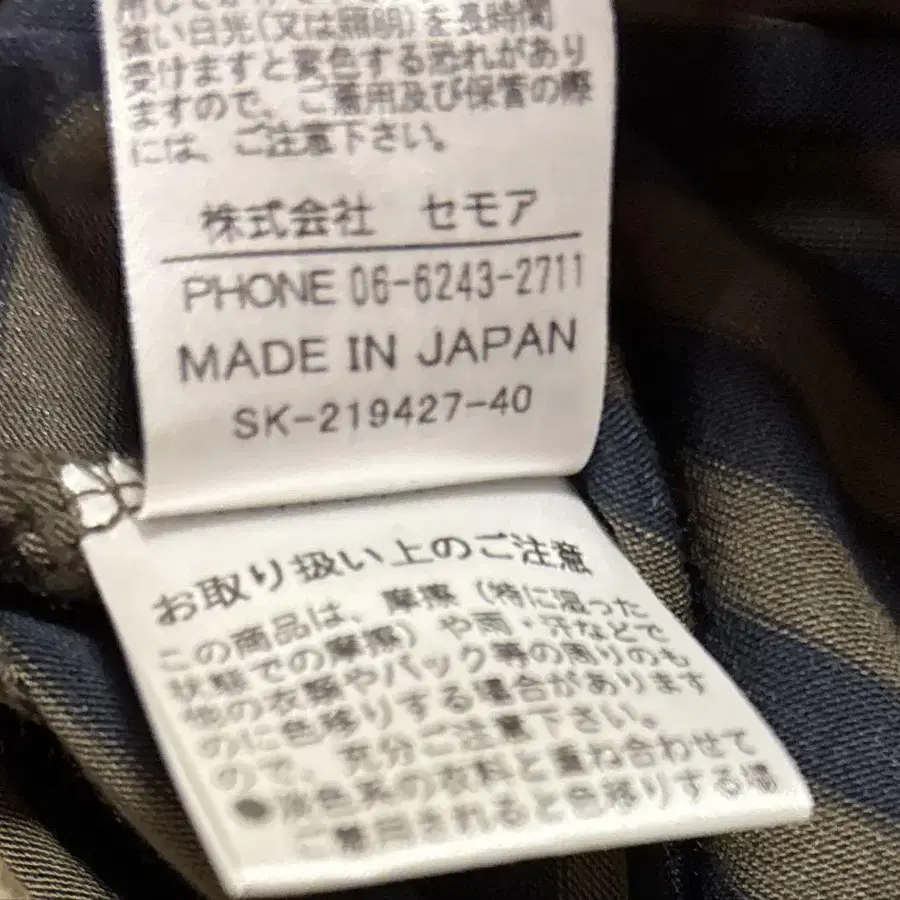 強い日光(又は照明)を長時間
受けますと変色する恐れがあり
ますので、ご着用及び保管の際
には、ご注意下さい。
株式会社 セモア
PHONE 06-6243-2711
MADE IN JAPAN
SK-219427-40
お取り扱い上のご注意
この商品は、摩擦（特に湿った
状態での摩擦）や雨・汗などで
他の衣類やバック等の周りのも
のに色移りする場合があります
ので、充分ご注意下さい。
●淡色系の衣料と重ね合わせて
ご着用されると色移りする場